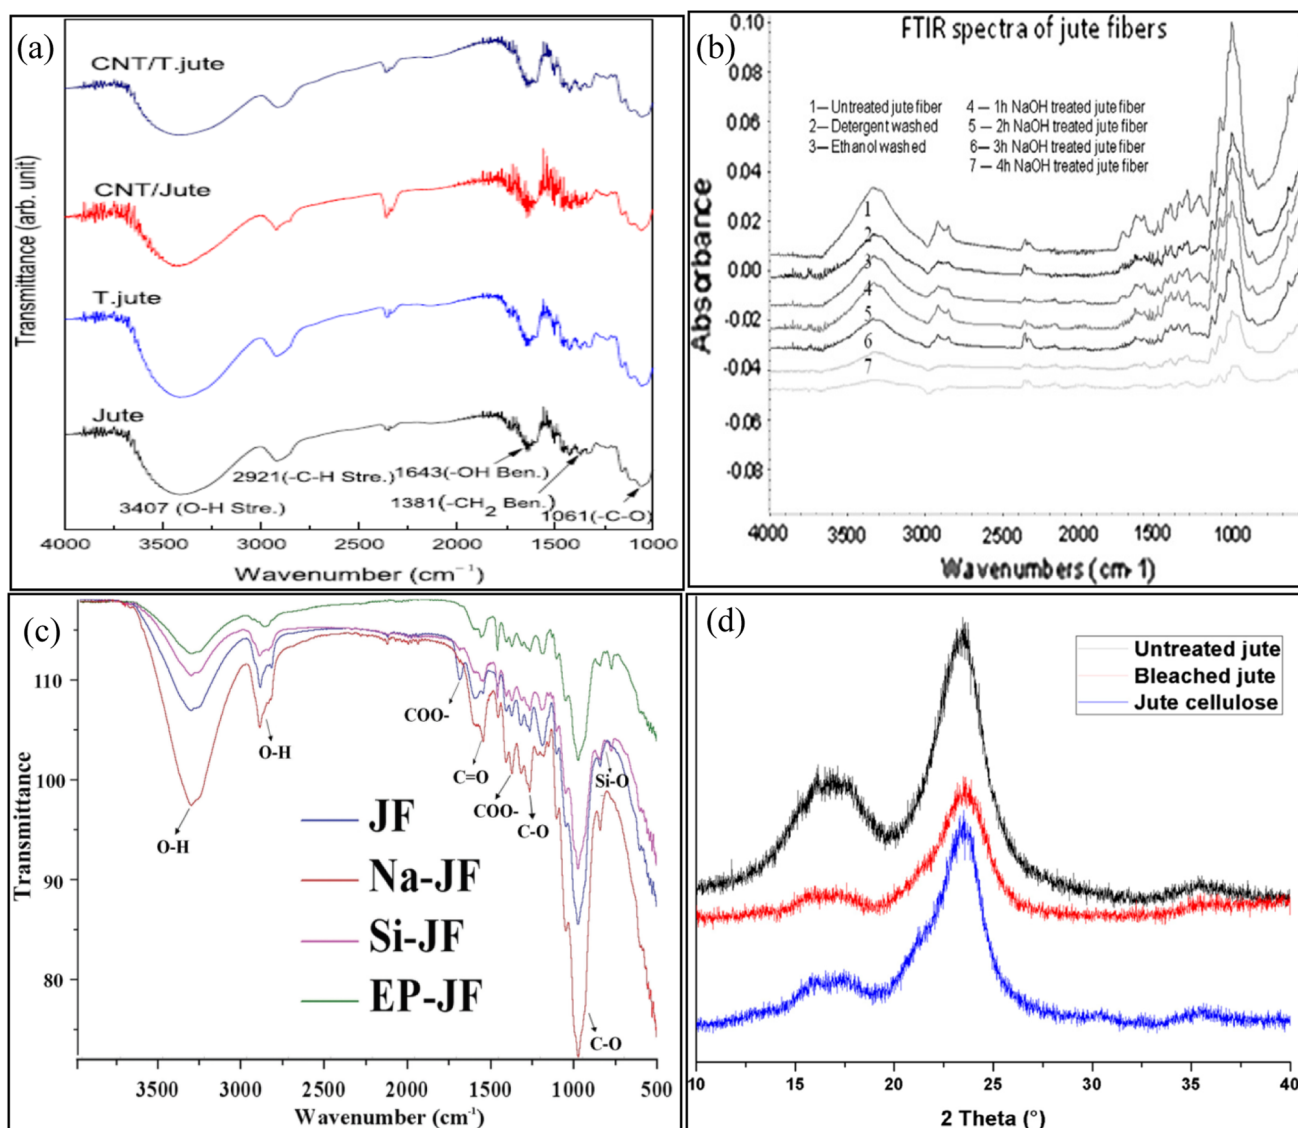 (a)
CNT/T.jute
CNT/Jute
T.jute
Jute
2921(-C-H Stre.)
1643(-OH Ben.)
3407 (O-H Stre.)
1381(-CH2 Ben.)
1061(-C-O)
Transmittance (arb. unit)
4000 3500 3000 2500 2000 1500 1000
Wavenumber (cm⁻¹)
(b)
FTIR spectra of jute fibers
1—Untreated jute fiber
2—Detergent washed
3—Ethanol washed
4 — 1h NaOH treated jute fiber
5 — 2h NaOH treated jute fiber
6— 3h NaOH treated jute fiber
7 — 4h NaOH treated jute fiber
0.10
0.08
0.06
0.04
0.02
0.00
-0.02
-0.04
-0.06
-0.08
1
2
3
4
5
6
7
Absorbance
4000 3500 3000 2500 2000 1500 1000
Wavenumbers (cm-1)
(c)
110
100
90
80
Transmittance
O-H
O-H
COO-
C=O
COO-
C-O
Si-O
C-O
JF
Na-JF
Si-JF
EP-JF
3500 3000 2500 2000 1500 1000 500
Wavenumber (cm⁻¹)
(d)
Untreated jute
Bleached jute
Jute cellulose
10 15 20 25 30 35 40
2 Theta (°)